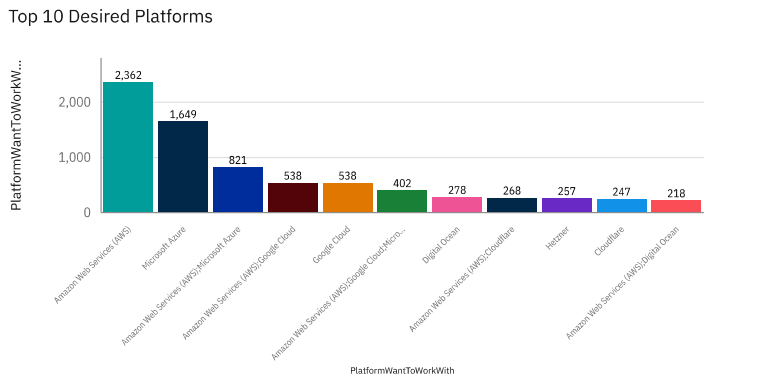 Top 10 Desired Platforms
PlatformWantToWorkW...
2,000
1,000
0
2,362
1,649
821
538
538
402
278
268
257
247
218
Amazon Web Services (AWS)
Microsoft Azure
Amazon Web Services (AWS);Microsoft Azure
Amazon Web Services (AWS);Google Cloud
Google Cloud
Amazon Web Services (AWS);Google Cloud;Micro...
Digital Ocean
Amazon Web Services (AWS);Cloudflare
Hetzner
Cloudflare
Amazon Web Services (AWS);Digital Ocean
PlatformWantToWorkWith